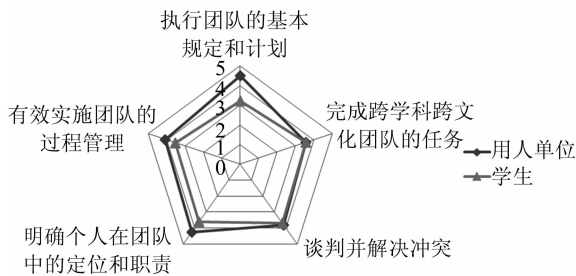 执行团队的基本
规定和计划
5
4
3
2
1
0
完成跨学科跨文
化团队的任务
用人单位
学生
谈判并解决冲突
明确个人在团队
中的定位和职责
有效实施团队的
过程管理